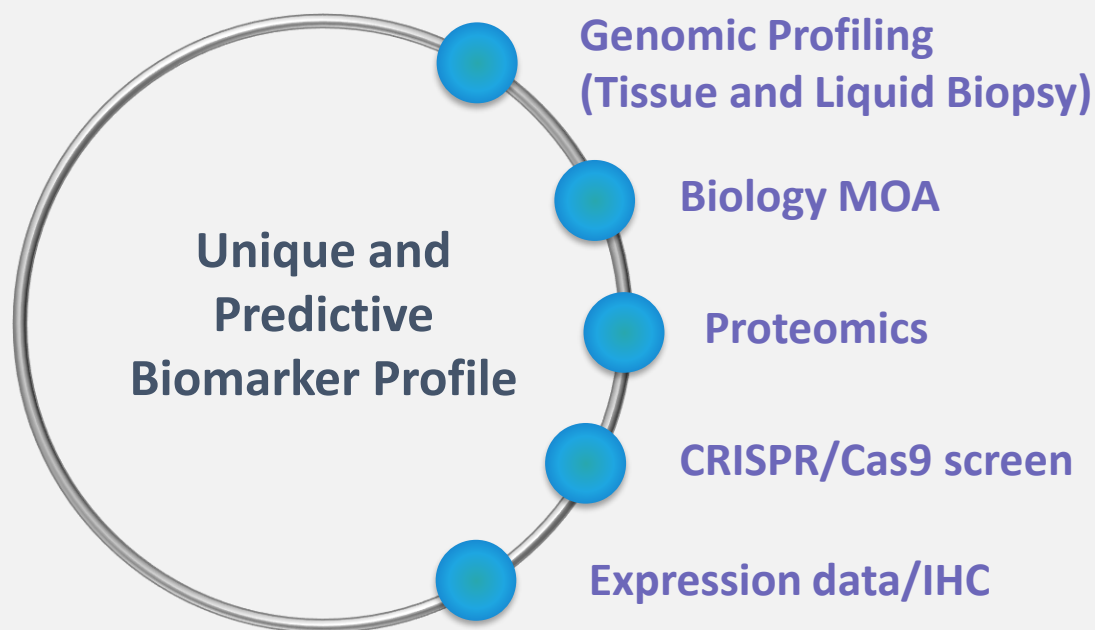 Unique and
Predictive
Biomarker Profile
Genomic Profiling
(Tissue and Liquid Biopsy)
Biology MOA
Proteomics
CRISPR/Cas9 screen
Expression data/IHC